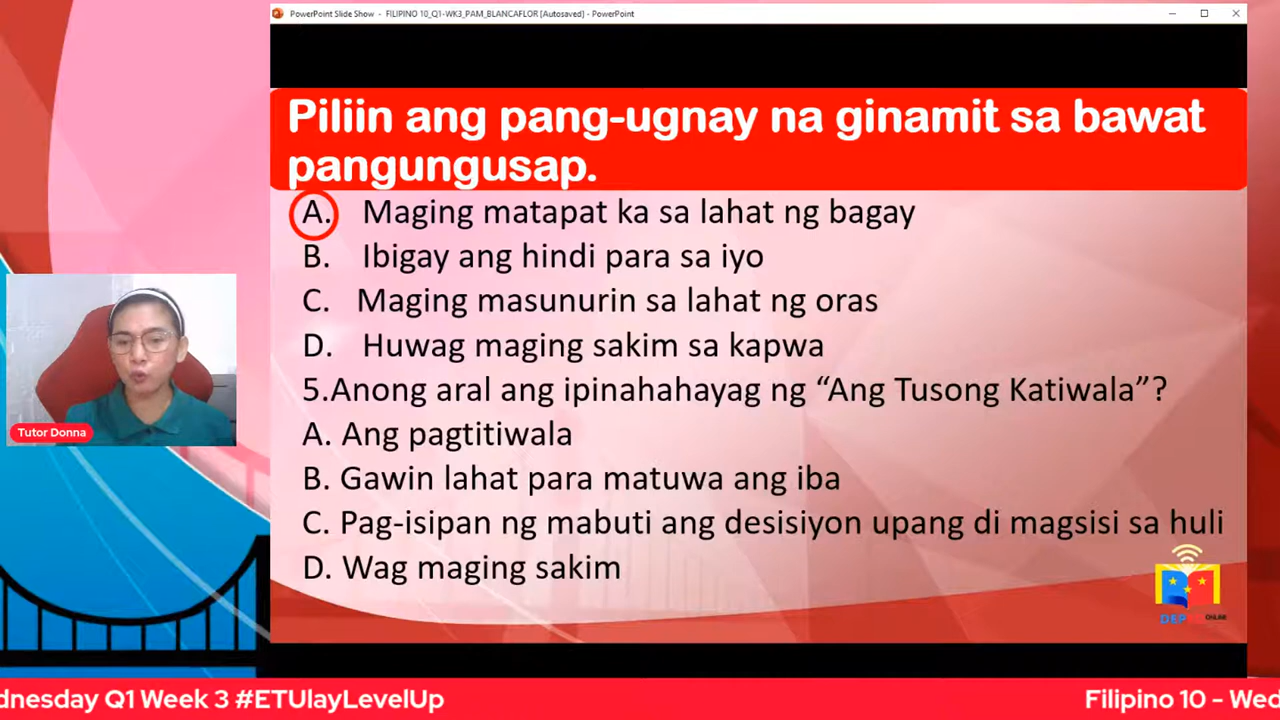 PowerPoint Slide Show - FILIPINO 10_Q1-WK3_PAM_BLANCAFLOR [Autosaved] - PowerPoint
Piliin ang pang-ugnay na ginamit sa bawat
pangungusap.
A. Maging matapat ka sa lahat ng bagay
B. Ibigay ang hindi para sa iyo
C. Maging masunurin sa lahat ng oras
D. Huwag maging sakim sa kapwa
5.Anong aral ang ipinahahayag ng “Ang Tusong Katiwala”?
A. Ang pagtitiwala
B. Gawin lahat para matuwa ang iba
C. Pag-isipan ng mabuti ang desisiyon upang di magsisi sa huli
D. Wag maging sakim
Tutor Donna
ONLINE
dnesday Q1 Week 3 #ETUlayLevelUp
Filipino 10 - Wed